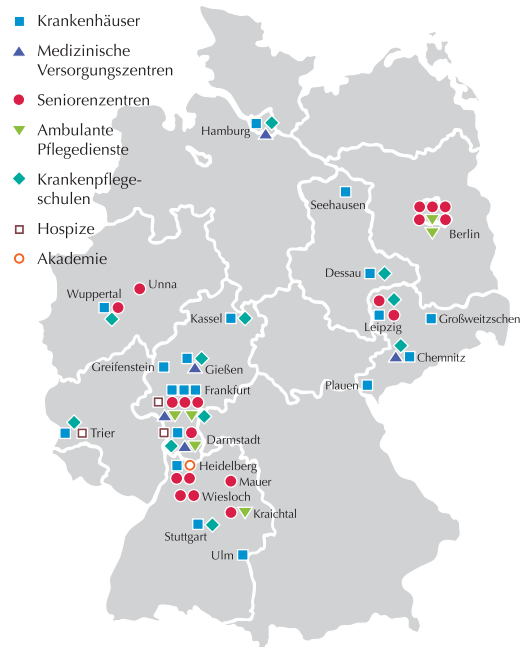 Krankenhäuser
Medizinische
Versorgungszentren
Seniorenzentren
Ambulante
Pflegedienste
Krankenpflege-
schulen
Hospize
Akademie
Hamburg
Seehausen
Berlin
Dessau
Unna
Wuppertal
Kassel
Leipzig
Großweitzschen
Chemnitz
Greifenstein
Gießen
Plauen
Frankfurt
Trier
Darmstadt
Heidelberg
Mauer
Wiesloch
Kraichtal
Stuttgart
Ulm